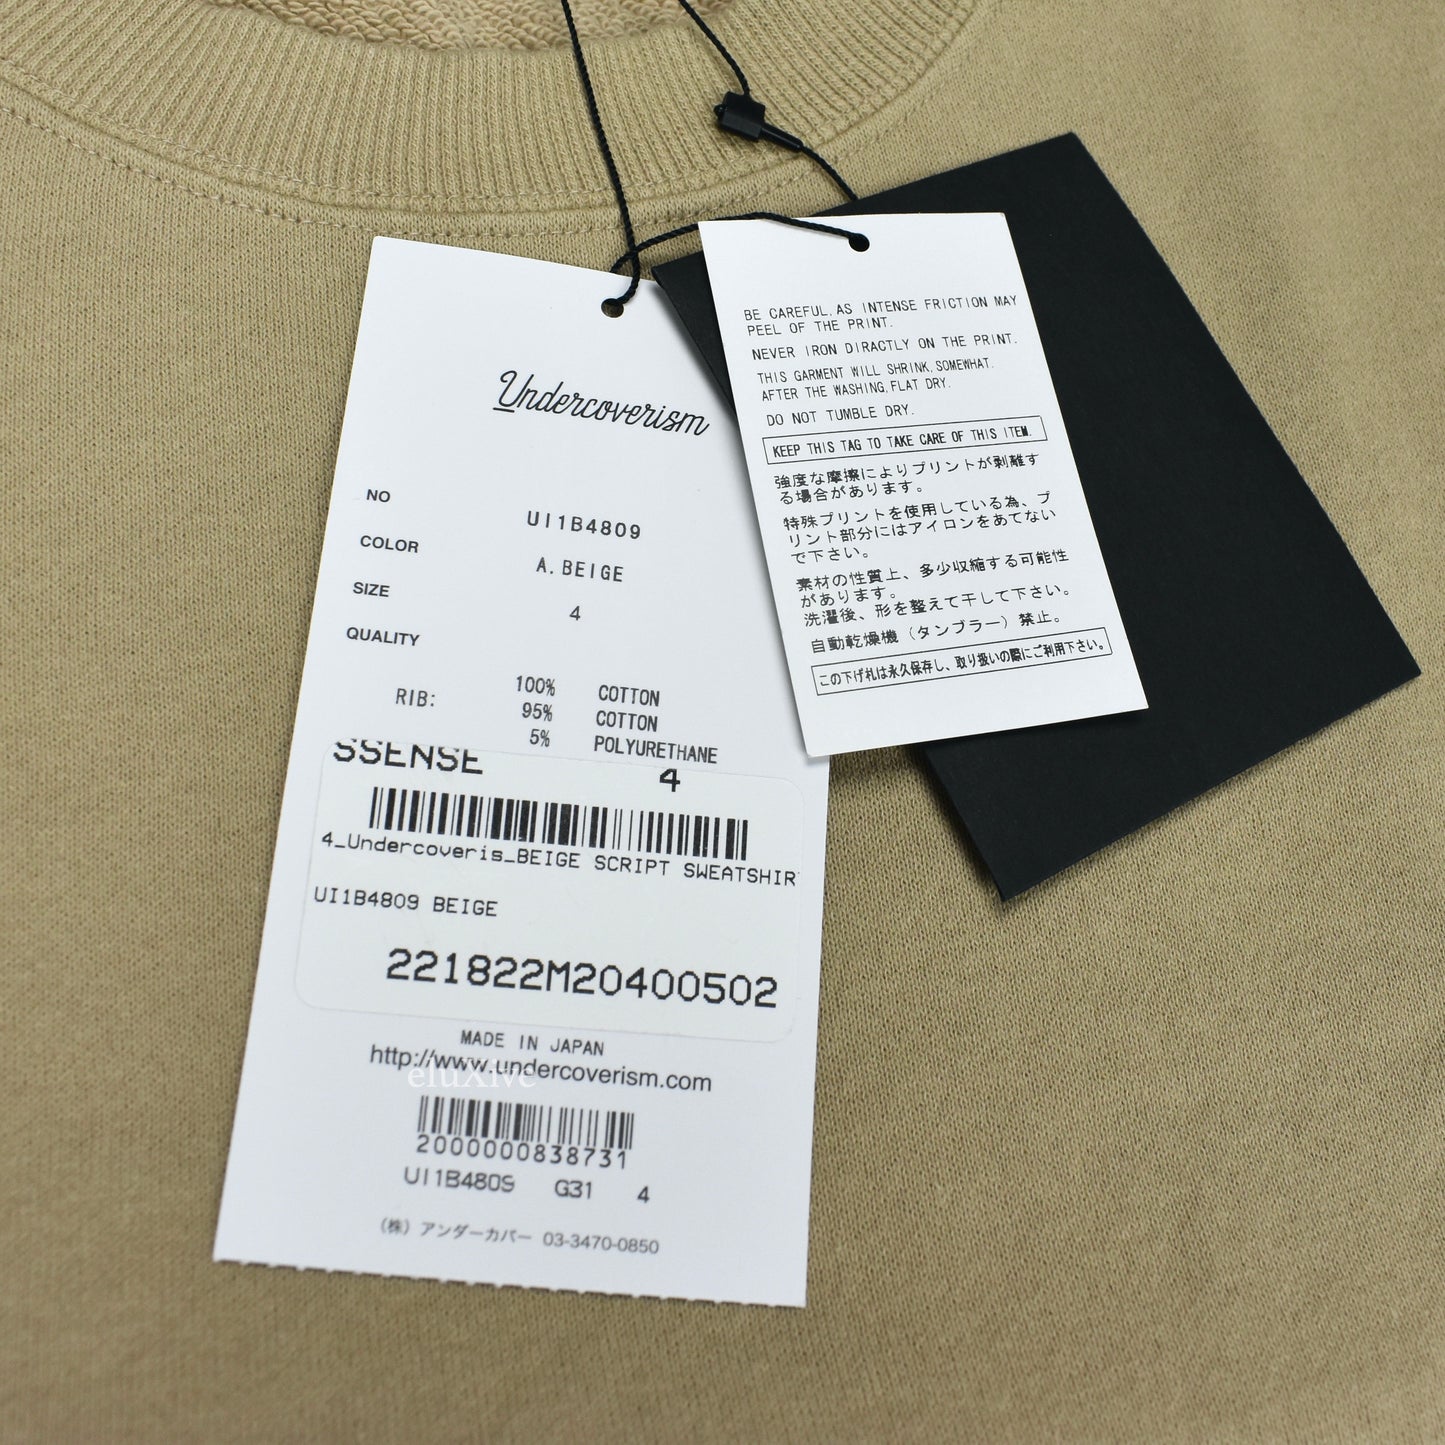 Undercoverism
NO UI1B4809
COLOR A.BEIGE
SIZE 4
QUALITY
100% COTTON
RIB: 95% COTTON
5% POLYURETHANE
SSENSE 4
4_Undercoveris_BEIGE SCRIPT SWEATSHIR
UI1B4809 BEIGE
221822M20400502
MADE IN JAPAN
http://www.undercoverism.com
eluXive
2000000838731
UI1B4809 G31 4
(株) アンダーカバー 03-3470-0850
BE CAREFUL,AS INTENSE FRICTION MAY
PEEL OF THE PRINT.
NEVER IRON DIRACTLY ON THE PRINT.
THIS GARMENT WILL SHRINK,SOMEWHAT.
AFTER THE WASHING,FLAT DRY.
DO NOT TUMBLE DRY.
KEEP THIS TAG TO TAKE CARE OF THIS ITEM.
強度な摩擦によりプリントが剥離す
る場合があります。
特殊プリントを使用している為、プ
リント部分にはアイロンをあてない
で下さい。
素材の性質上、多少収縮する可能性
があります。
洗濯後、形を整えて干して下さい。
自動乾燥機（タンブラー）禁止。
この下げ札は永久保存し、取り扱いの際にご利用下さい。